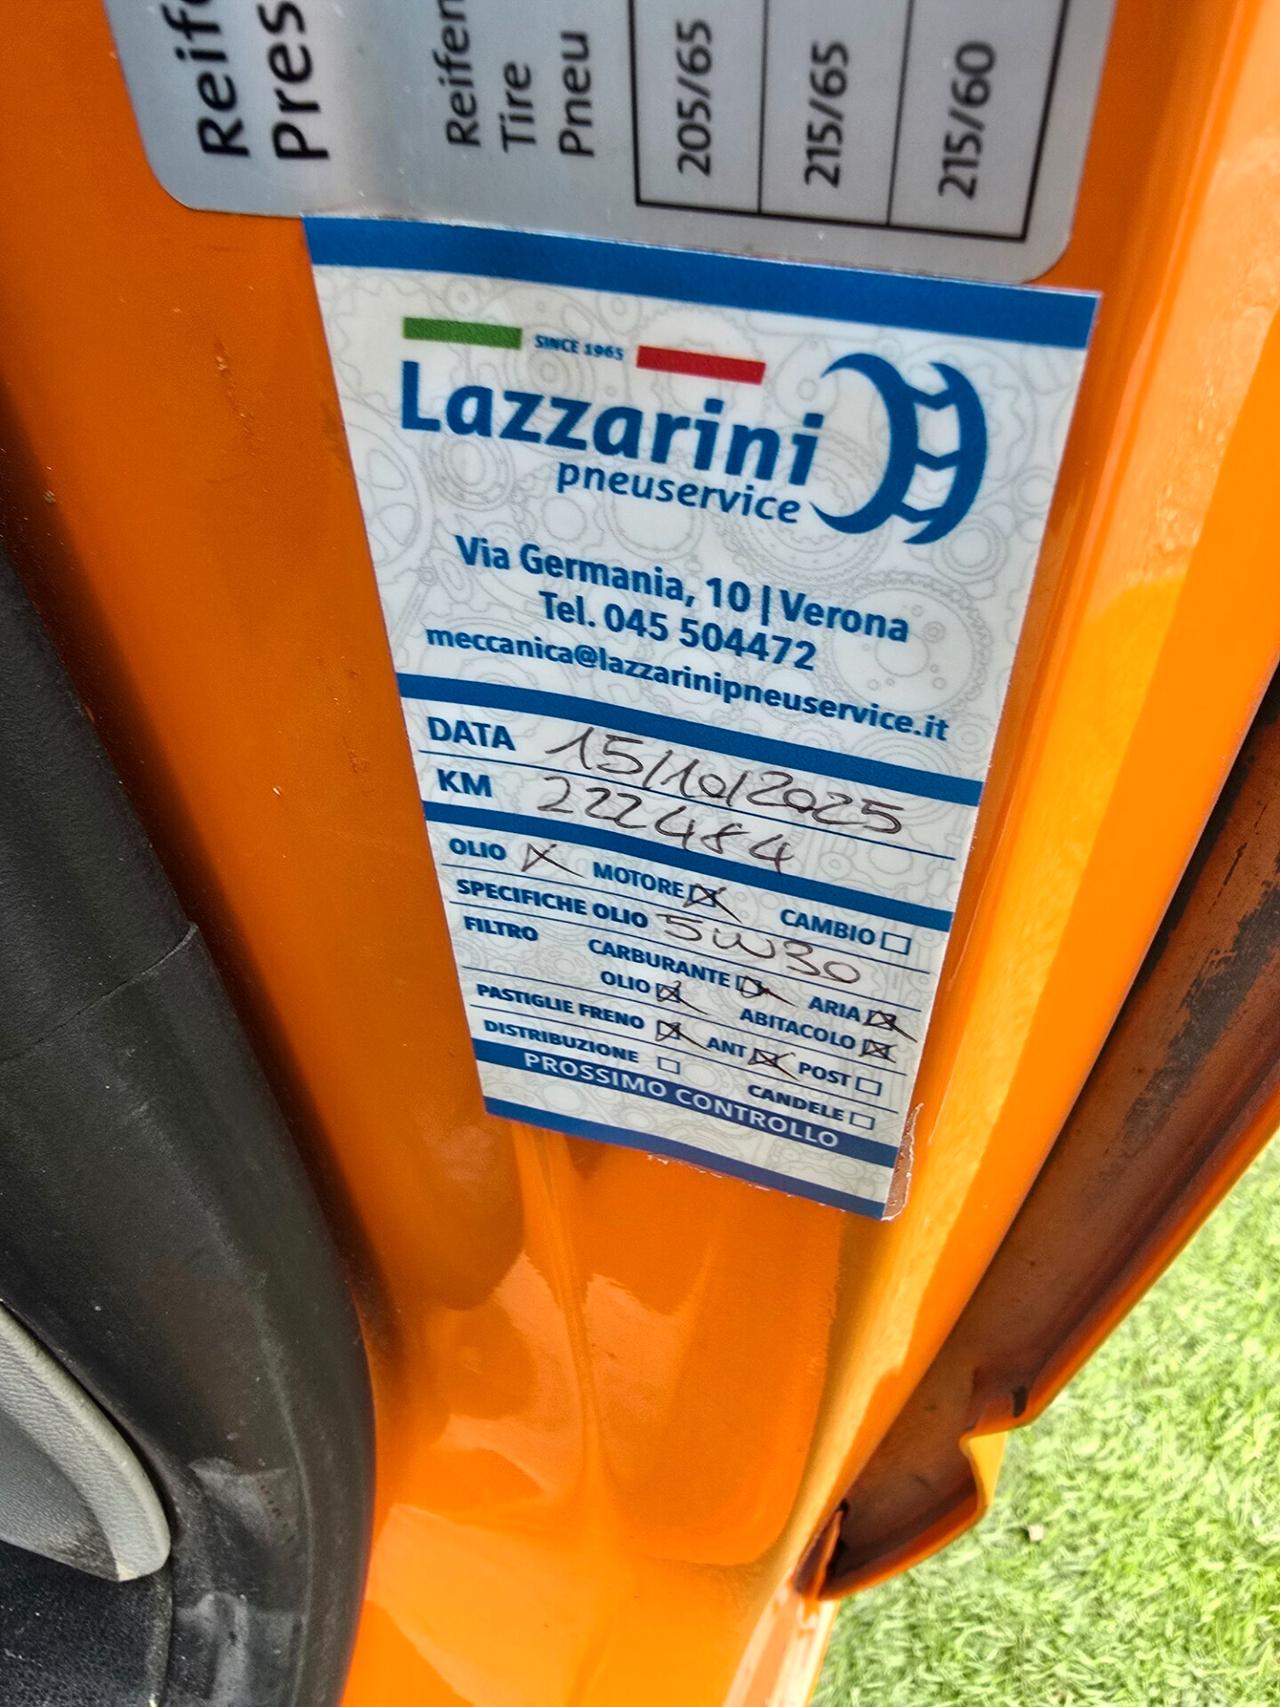 Reifen
Tire
Pneu
205/65
215/65
215/60
SINCE 1965
Lazzarini
pneuservice
Via Germania, 10 | Verona
Tel. 045 504472
meccanica@lazzarinipneuservice.it
DATA 15/10/2025
KM 222484
OLIO MOTORE CAMBIO
SPECIFICHE OLIO 5W30
FILTRO CARBURANTE ARIA
OLIO ABITACOLO
PASTIGLIE FRENO ANT POST
DISTRIBUZIONE CANDELE
PROSSIMO CONTROLLO